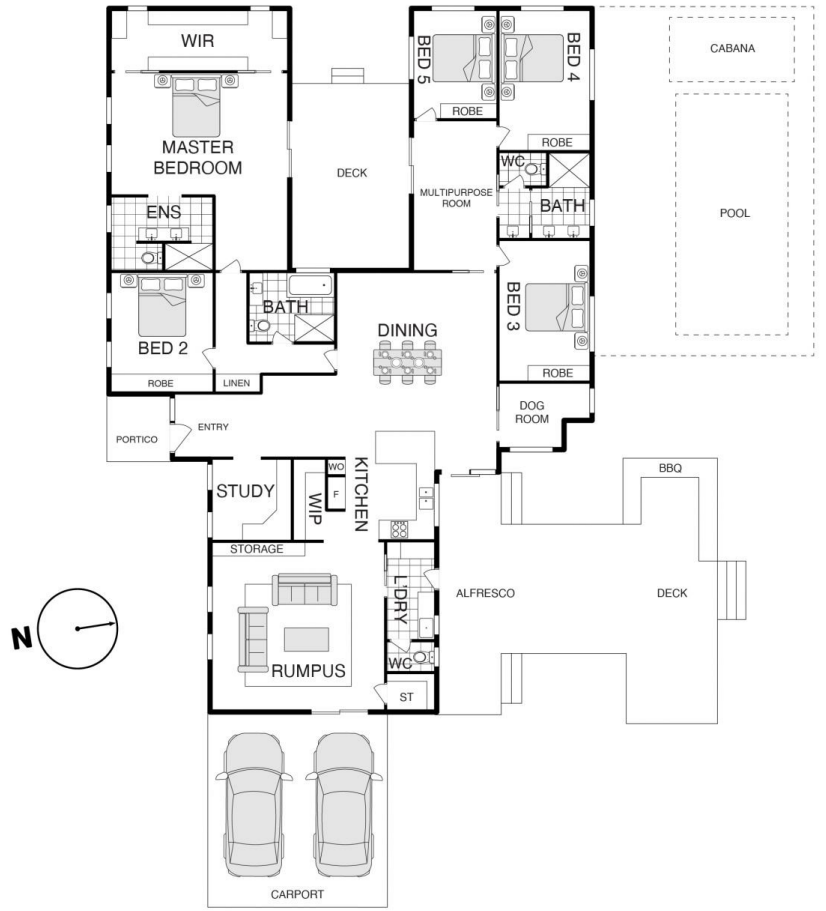 WIR
BED 5
BED 4
CABANA
ROBE
ROBE
MASTER
BEDROOM
DECK
WC
MULTIPURPOSE
ROOM
BATH
POOL
ENS
BATH
BED 3
BED 2
DINING
ROBE
LINEN
ROBE
DOG
ROOM
ENTRY
PORTICO
WO
F
KITCHEN
BBQ
STUDY
WIP
STORAGE
L'DRY
ALFRESCO
DECK
N
RUMPUS
WC
ST
CARPORT